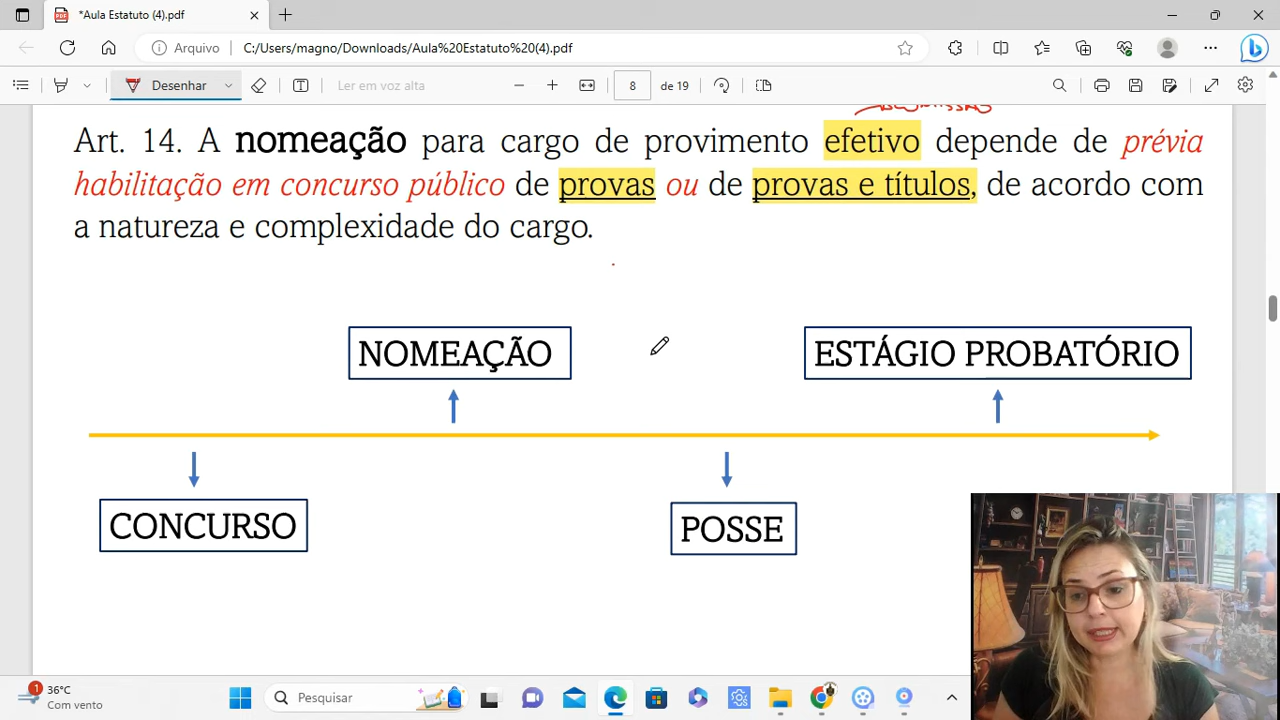 *Aula Estatuto (4).pdf
Arquivo C:/Users/magno/Downloads/Aula%20Estatuto%20(4).pdf
Desenhar Ler em voz alta 8 de 19
Art. 14. A nomeação para cargo de provimento efetivo depende de prévia
habilitação em concurso público de provas ou de provas e títulos, de acordo com
a natureza e complexidade do cargo.
NOMEAÇÃO ESTÁGIO PROBATÓRIO
CONCURSO POSSE
1 36°C
Com vento
Pesquisar